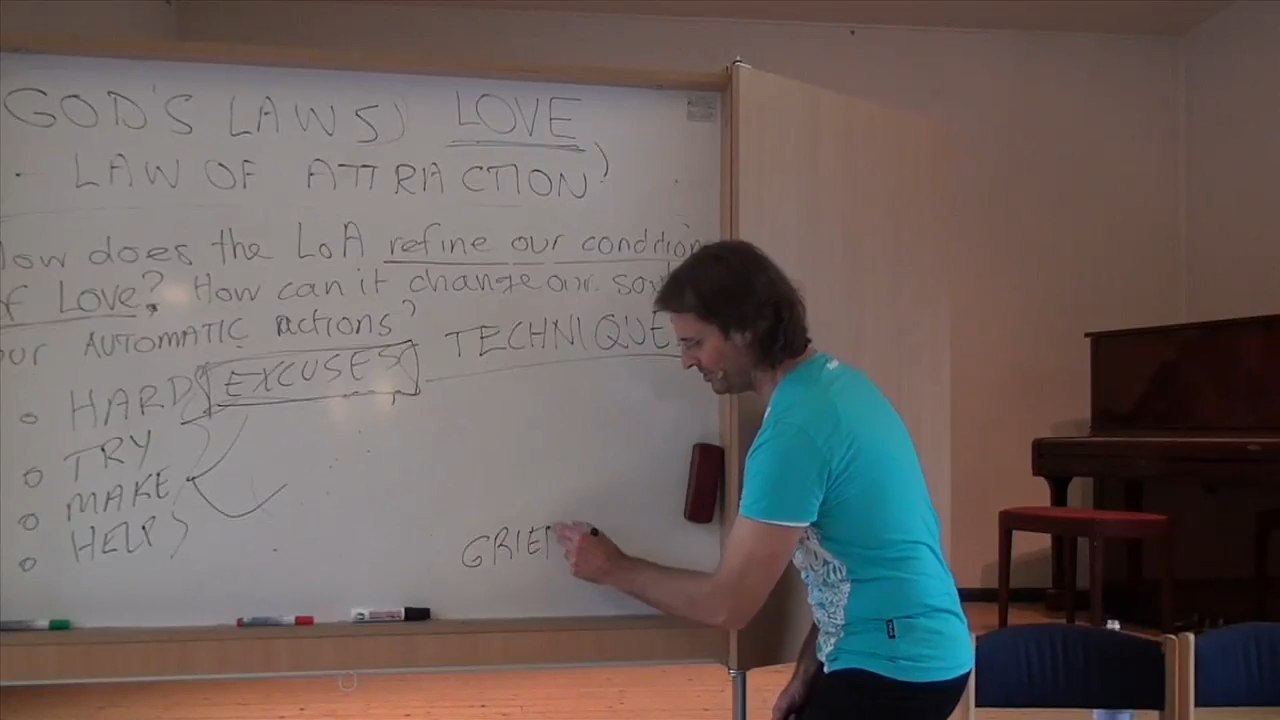 GOD'S LAWS) LOVE
· LAW OF ATTRACTION)
How does the LoA refine our condition
of Love? How can it change our
our AUTOMATIC actions?
TECHNIQUE
• HARD EXCUSES
• TRY
• MAKE
• HELP
GRIEF